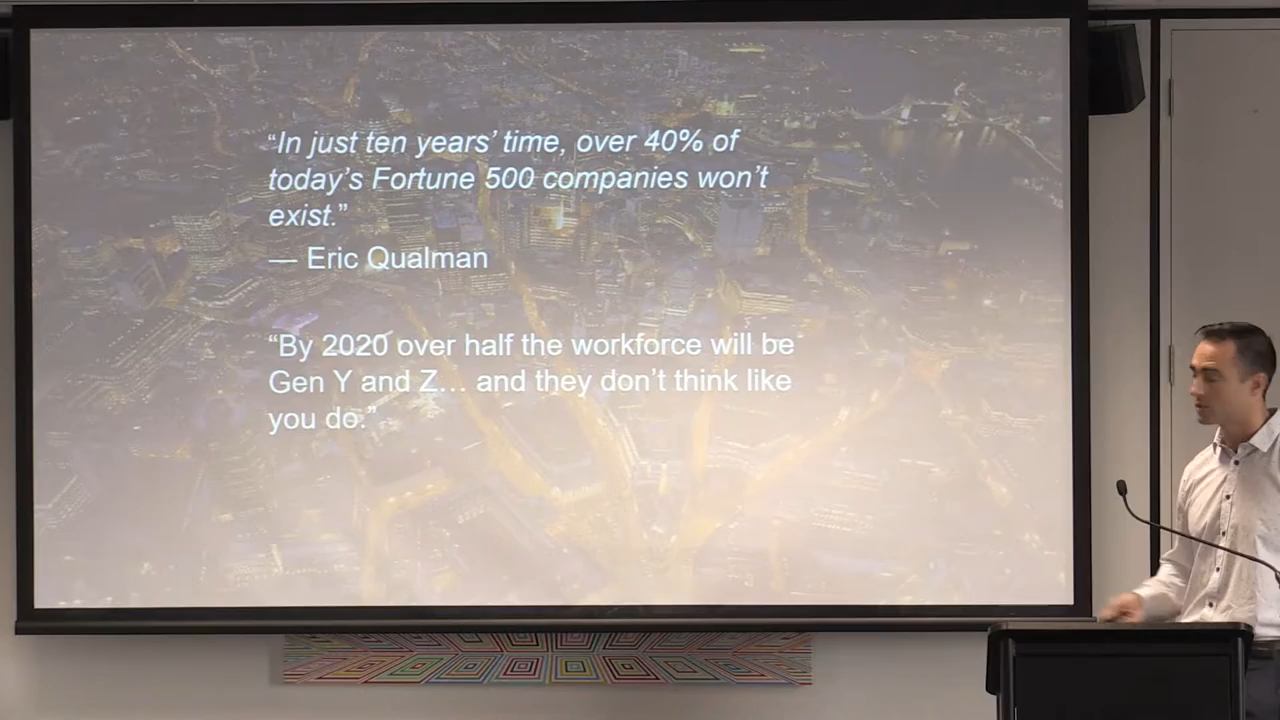 “In just ten years’ time, over 40% of
today’s Fortune 500 companies won’t
exist.”
— Eric Qualman
“By 2020 over half the workforce will be
Gen Y and Z… and they don’t think like
you do.”